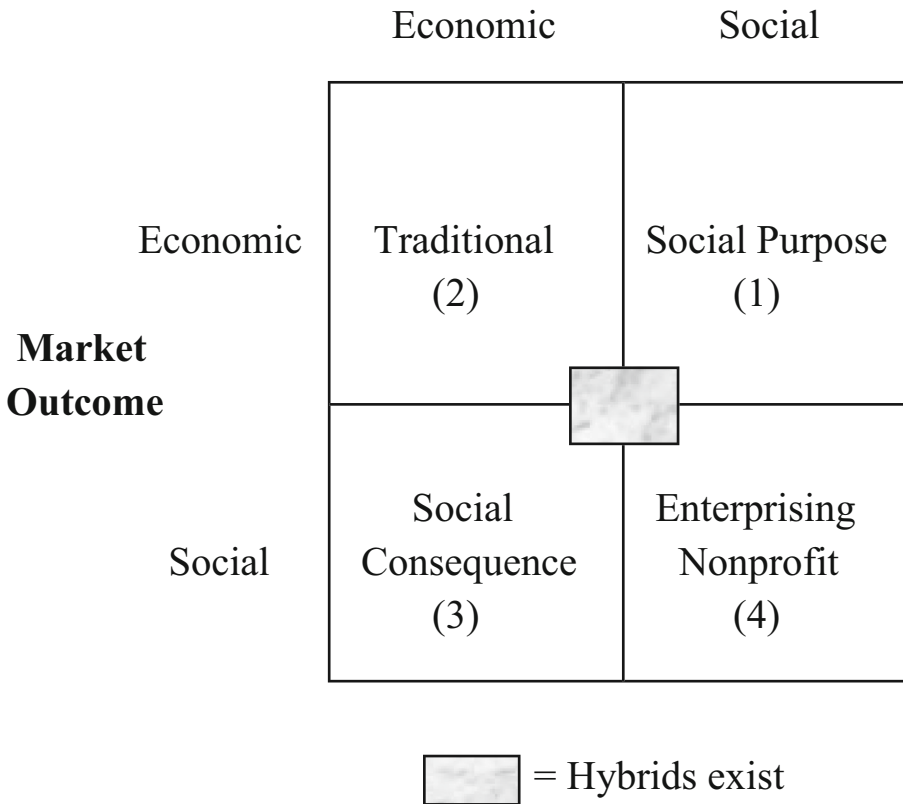 Economic Social
Economic Traditional Social Purpose
(2) (1)
Market
Outcome
Social Enterprising
Social Consequence Nonprofit
(3) (4)
= Hybrids exist